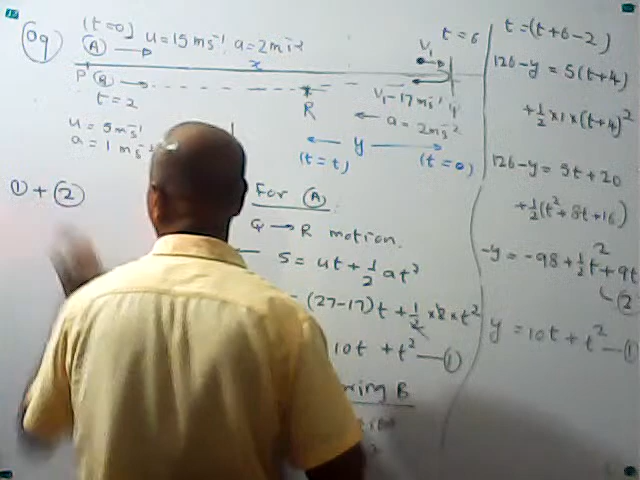 09
(t=0) u = 15 ms⁻¹, a = 2 ms⁻²
(A)
x
t = 6
V₁
P (B)
t = 2
R
V₁-17 ms⁻¹
a = 2 ms⁻²
u = 5 ms⁻¹
a = 1 ms⁻²
y
(t=t) (t=0)
① + ②
For (A)
Q → R motion.
← S = ut + 1/2 at²
(27-17)t + 1/2 × 2 × t²
10t + t² — ①
B
t = (t+6-2)
126-y = 5(t+4)
+ 1/2 × 1 × (t+4)²
126-y = 5t + 20
+ 1/2 (t² + 8t + 16)
-y = -98 + 1/2 t² + 9t
②
y = 10t + t² — ①